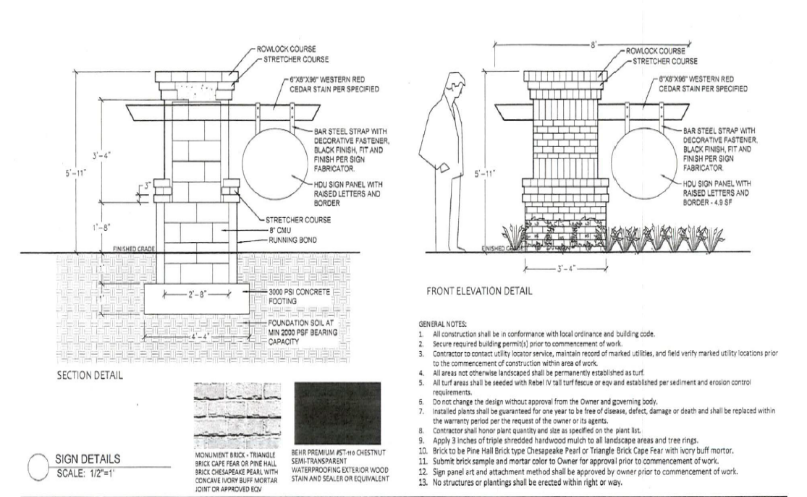 ROWLOCK COURSE
STRETCHER COURSE
6"X8"X96" WESTERN RED
CEDAR STAIN PER SPECIFIED
BAR STEEL STRAP WITH
DECORATIVE FASTENER,
BLACK FINISH, FIT AND
FINISH PER SIGN
FABRICATOR.
HDU SIGN PANEL WITH
RAISED LETTERS AND
BORDER
5'-11"
3'-4"
3"
1'-8"
STRETCHER COURSE
8" CMU
RUNNING BOND
FINISHED GRADE
1'
1'
2'-8"
3000 PSI CONCRETE
FOOTING
4'-4"
FOUNDATION SOIL AT
MIN 2000 PSF BEARING
CAPACITY
SECTION DETAIL
8'
ROWLOCK COURSE
STRETCHER COURSE
6"X8"X96" WESTERN RED
CEDAR STAIN PER SPECIFIED
BAR STEEL STRAP WITH
DECORATIVE FASTENER,
BLACK FINISH, FIT AND
FINISH PER SIGN
FABRICATOR.
HDU SIGN PANEL WITH
RAISED LETTERS AND
BORDER - 4.9 SF
5'-11"
FINISHED GRADE
3'-4"
FRONT ELEVATION DETAIL
GENERAL NOTES:
1. All construction shall be in conformance with local ordinance and building code.
2. Secure required building permit(s) prior to commencement of work.
3. Contractor to contact utility locator service, maintain record of marked utilities, and field verify marked utility locations prior
to the commencement of construction within area of work.
4. All areas not otherwise landscaped shall be permanently established as turf.
5. All turf areas shall be seeded with Rebel IV tall turf fescue or eqv and established per sediment and erosion control
requirements.
6. Do not change the design without approval from the Owner and governing body.
7. Installed plants shall be guaranteed for one year to be free of disease, defect, damage or death and shall be replaced within
the warranty period per the request of the owner or its agents.
8. Contractor shall honor plant quantity and size as specified on the plant list.
9. Apply 3 inches of triple shredded hardwood mulch to all landscape areas and tree rings.
10. Brick to be Pine Hall Brick type Chesapeake Pearl or Triangle Brick Cape Fear with ivory buff mortar.
11. Submit brick sample and mortar color to Owner for approval prior to commencement of work.
12. Sign panel art and attachment method shall be approved by owner prior to commencement of work.
13. No structures or plantings shall be erected within right or way.
MONUMENT BRICK - TRIANGLE
BRICK CAPE FEAR OR PINE HALL
BRICK CHESAPEAKE PEARL WITH
CONCAVE IVORY BUFF MORTAR
JOINT OR APPROVED EQV
BEHR PREMIUM #ST-110 CHESTNUT
SEMI-TRANSPARENT
WATERPROOFING EXTERIOR WOOD
STAIN AND SEALER OR EQUIVALENT
SIGN DETAILS
SCALE: 1/2"=1'